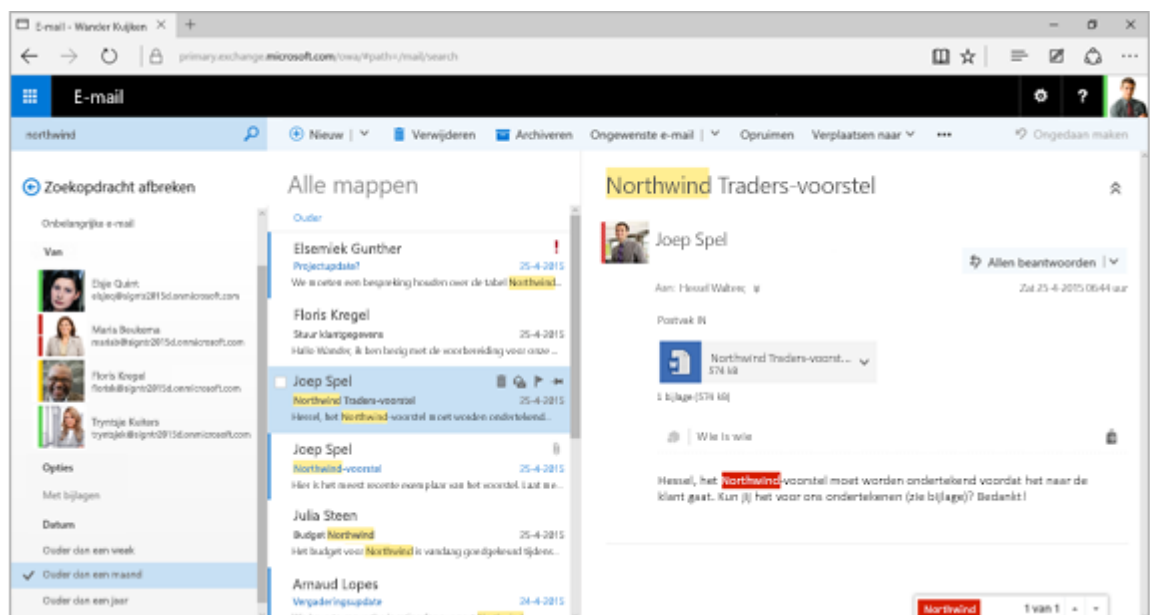 E-mail - Wander Kuijken
primary.exchange.microsoft.com/owa/#path=/mail/search
E-mail
?
northwind
Nieuw
Verwijderen
Archiveren
Ongewenste e-mail
Opruimen
Verplaatsen naar
Ongedaan maken
Zoekopdracht afbreken
Onbelangrijke e-mail
Van
Elsje Quint
Maria Beukema
Floris Kregel
Tryntsje Kuiters
Opties
Met bijlagen
Datum
Ouder dan een week
Ouder dan een maand
Ouder dan een jaar
Alle mappen
Ouder
Elsemiek Gunther
Projectupdate? 25-4-2015
We moeten een bespreking houden over de tabel Northwind...
Floris Kregel
Stuur klantgegevens 25-4-2015
Hallo Wander, ik ben bezig met de voorbereiding voor onze ...
Joep Spel
Northwind Traders-voorstel 25-4-2015
Hessel, het Northwind-voorstel moet worden ondertekend...
Joep Spel
Northwind-voorstel 25-4-2015
Hier is het meest recente exemplaar van het voorstel. Laat me...
Julia Steen
Budget Northwind 25-4-2015
Het budget voor Northwind is vandaag goedgekeurd tijdens...
Arnaud Lopes
Vergaderingsupdate 24-4-2015
Northwind Traders-voorstel
Joep Spel
Allen beantwoorden
Aan: Hessel Walters;
Zat 25-4-2015 06:44 uur
Postvak IN
Northwind Traders-voorst...
574 kB
1 bijlage (574 kB)
Wie is wie
Hessel, het Northwind-voorstel moet worden ondertekend voordat het naar de
klant gaat. Kun jij het voor ons ondertekenen (zie bijlage)? Bedankt!
Northwind 1 van 1